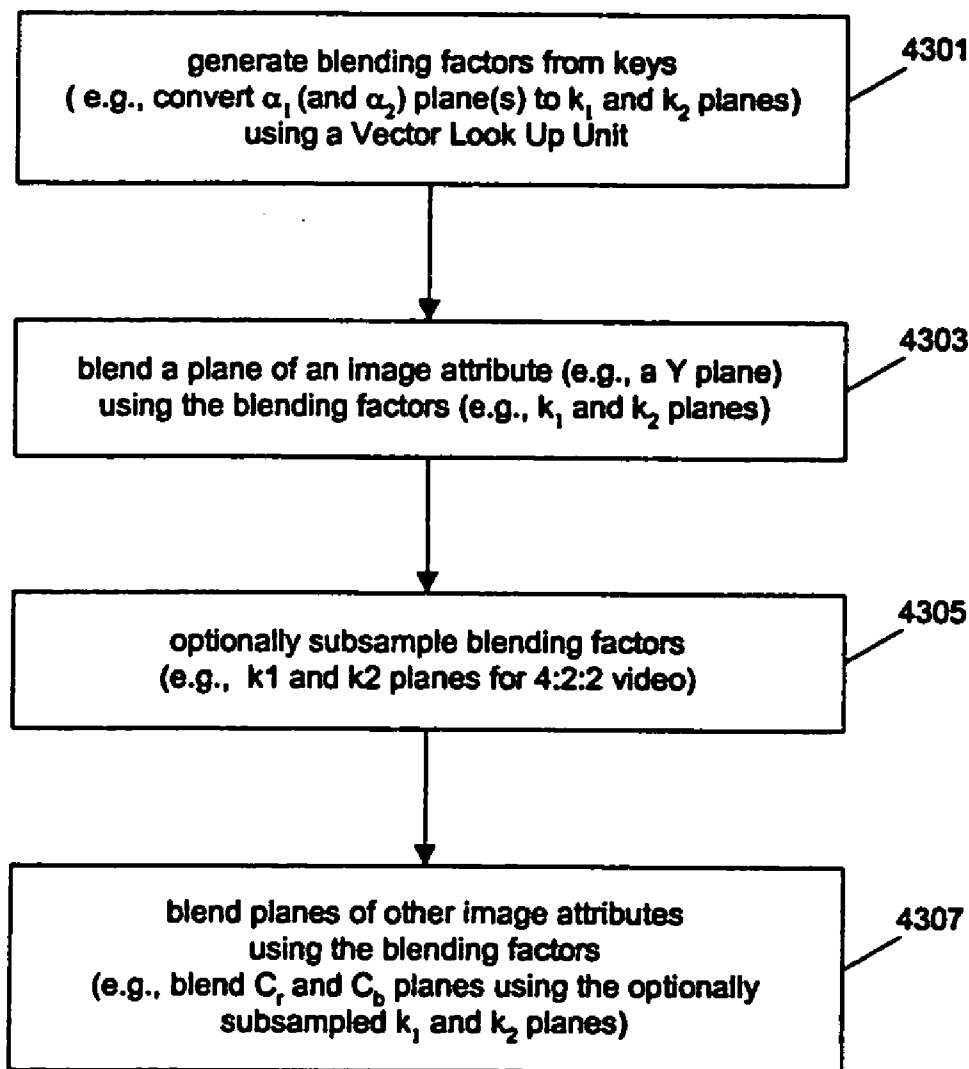 generate blending factors from keys
( e.g., convert α₁ (and α₂) plane(s) to k₁ and k₂ planes)
using a Vector Look Up Unit
4301
blend a plane of an image attribute (e.g., a Y plane)
using the blending factors (e.g., k₁ and k₂ planes)
4303
optionally subsample blending factors
(e.g., k1 and k2 planes for 4:2:2 video)
4305
blend planes of other image attributes
using the blending factors
(e.g., blend Cᵣ and C_b planes using the optionally
subsampled k₁ and k₂ planes)
4307